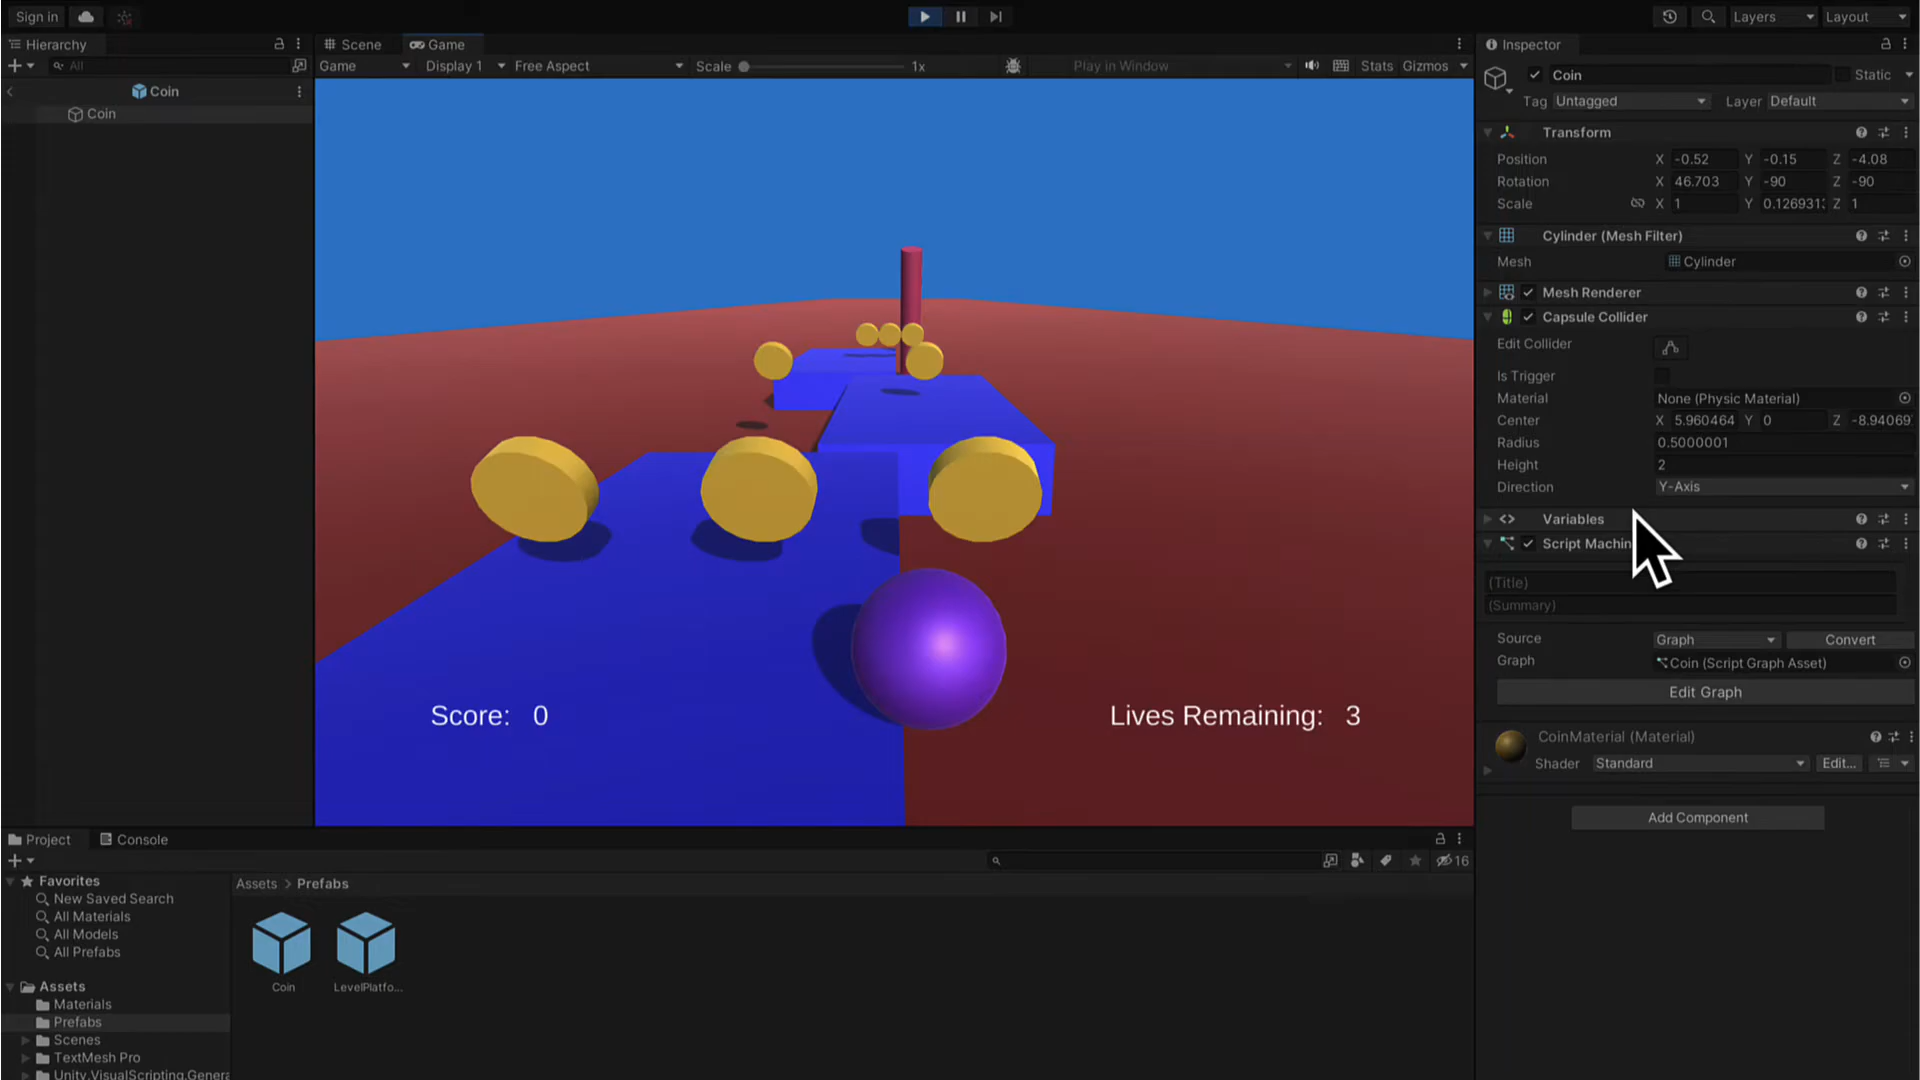 Sign in
Layers
Layout
Hierarchy
Scene
Game
Inspector
All
Game
Display 1
Free Aspect
Scale
1x
Play in Window
Stats
Gizmos
Coin
Coin
Coin
Static
Tag Untagged
Layer Default
Transform
Position X -0.52 Y -0.15 Z -4.08
Rotation X 46.703 Y -90 Z -90
Scale X 1 Y 0.126931 Z 1
Cylinder (Mesh Filter)
Mesh Cylinder
Mesh Renderer
Capsule Collider
Edit Collider
Is Trigger
Material None (Physic Material)
Center X 5.960464 Y 0 Z -8.94069
Radius 0.5000001
Height 2
Direction Y-Axis
Variables
Script Machin
(Title)
(Summary)
Source Graph Convert
Graph Coin (Script Graph Asset)
Edit Graph
CoinMaterial (Material)
Shader Standard Edit...
Add Component
Score: 0
Lives Remaining: 3
Project
Console
16
Favorites
New Saved Search
All Materials
All Models
All Prefabs
Assets
Materials
Prefabs
Scenes
TextMesh Pro
Unity.VisualScripting.Genera
Assets > Prefabs
Coin
LevelPlatfo...